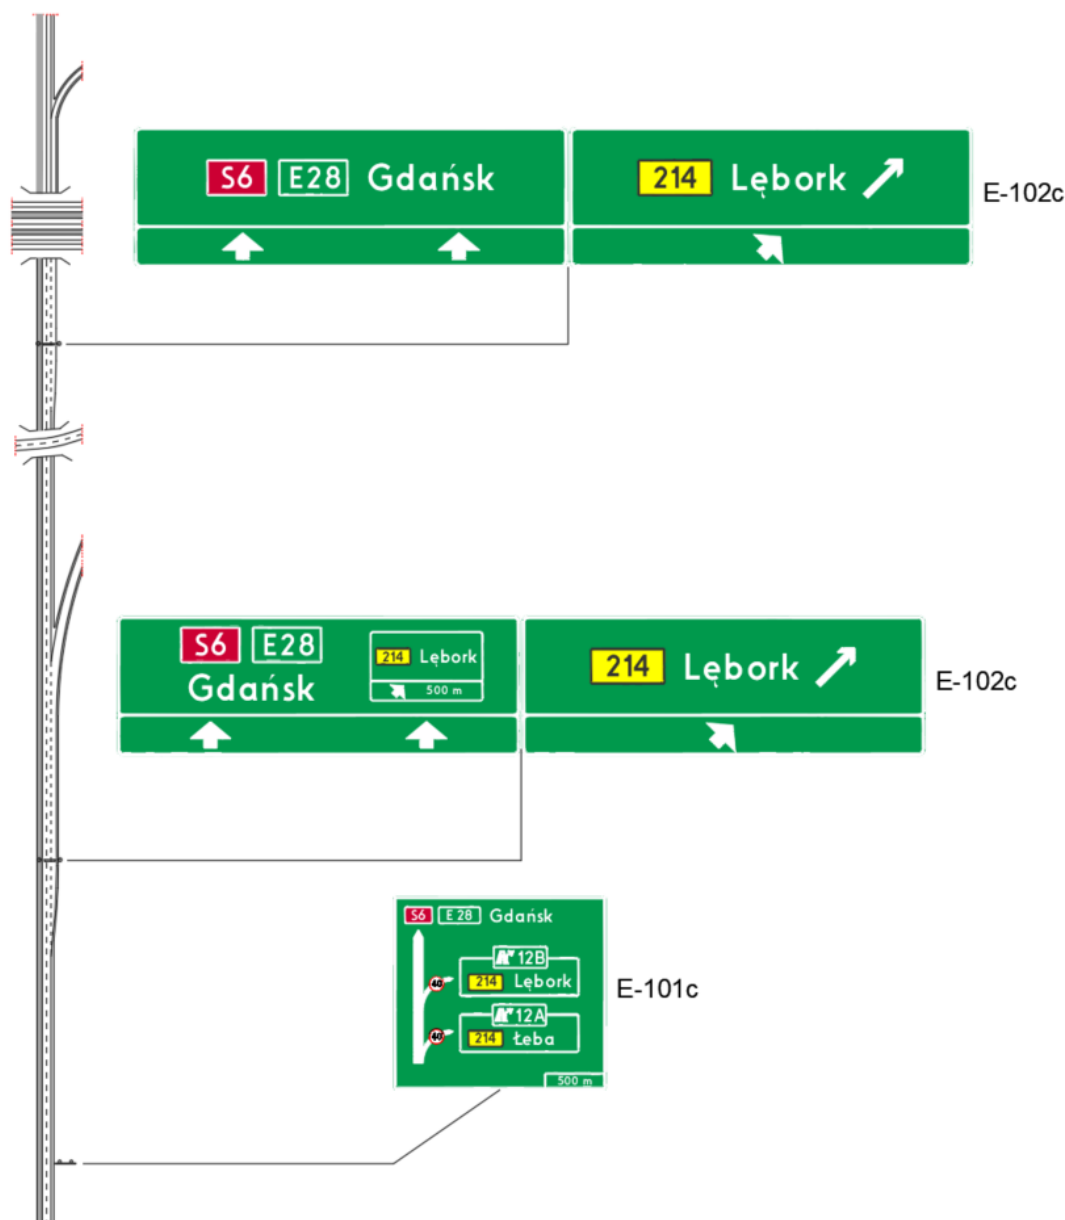 S6 E28 Gdańsk
214 Lębork
E-102c
S6 E28
Gdańsk
214 Lębork
500 m
214 Lębork
E-102c
S6 E 28 Gdańsk
12B
40
214 Lębork
12A
40
214 Łeba
500 m
E-101c